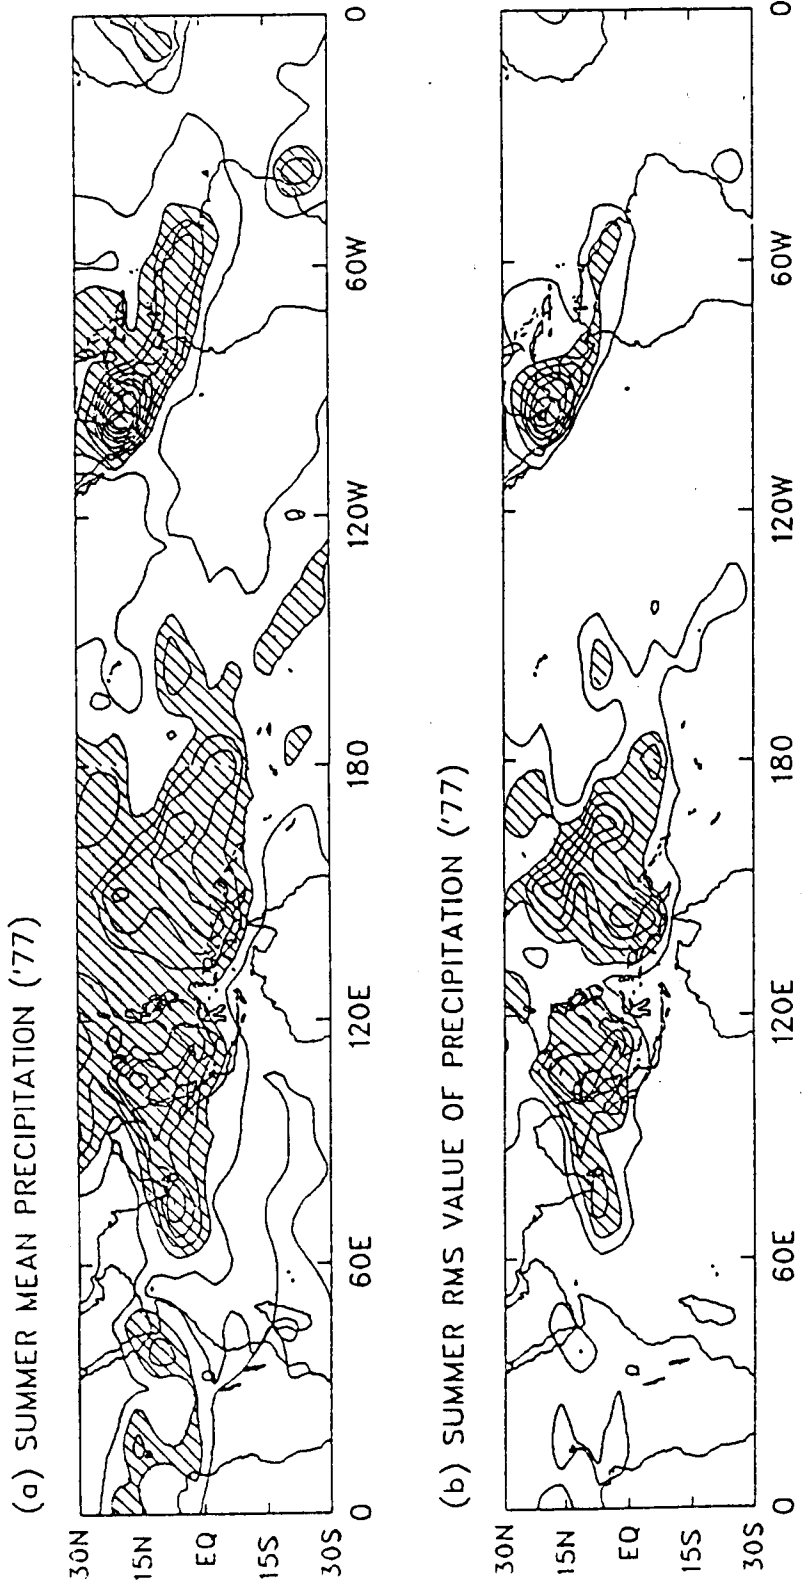 (a) SUMMER MEAN PRECIPITATION ('77)
30N
15N
EQ
15S
30S
0
60E
120E
180
120W
60W
0
(b) SUMMER RMS VALUE OF PRECIPITATION ('77)
30N
15N
EQ
15S
30S
0
60E
120E
180
120W
60W
0